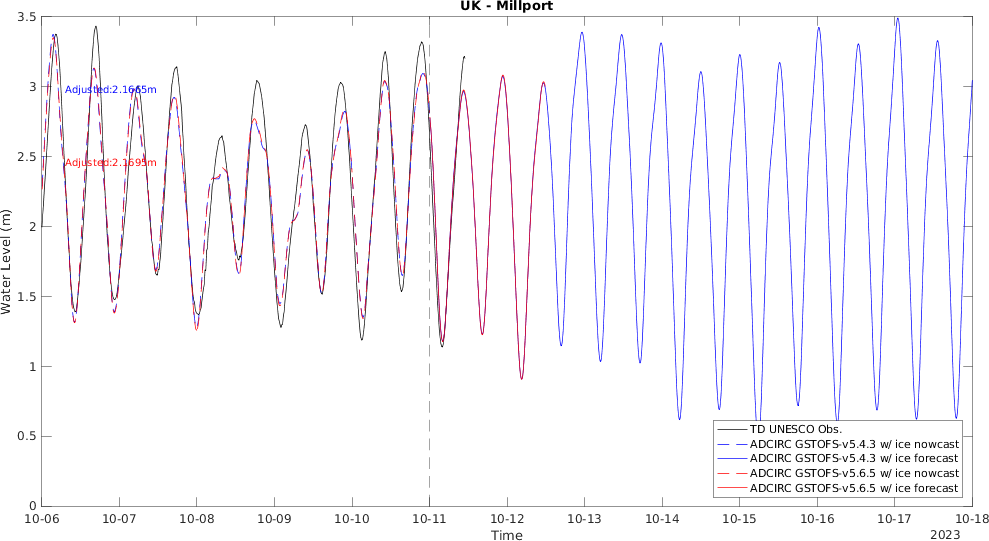 UK - Millport
3.5
3
2.5
2
1.5
1
0.5
0
Water Level (m)
Adjusted:2.1665m
Adjusted:2.1695m
TD UNESCO Obs.
ADCIRC GSTOFS-v5.4.3 w/ ice nowcast
ADCIRC GSTOFS-v5.4.3 w/ ice forecast
ADCIRC GSTOFS-v5.6.5 w/ ice nowcast
ADCIRC GSTOFS-v5.6.5 w/ ice forecast
10-06 10-07 10-08 10-09 10-10 10-11 10-12 10-13 10-14 10-15 10-16 10-17 10-18
Time
2023